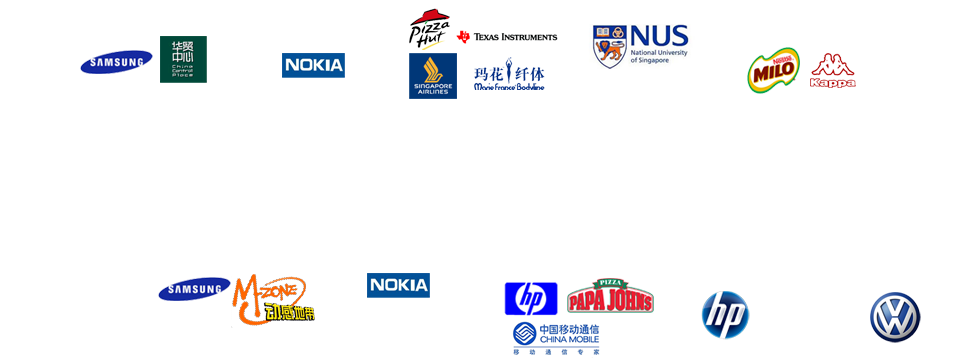 SAMSUNG
华贸
中心
China
Central
Place
NOKIA
Pizza
Hut
TEXAS INSTRUMENTS
SINGAPORE
AIRLINES
玛花纤体
Marie France Bodyline
NUS
National University
of Singapore
Nestlé
MILO
Kappa
SAMSUNG
M-ZONE
动感地带
NOKIA
hp
PIZZA
PAPA JOHNS
中国移动通信
CHINA MOBILE
移动通信专家
hp
VW